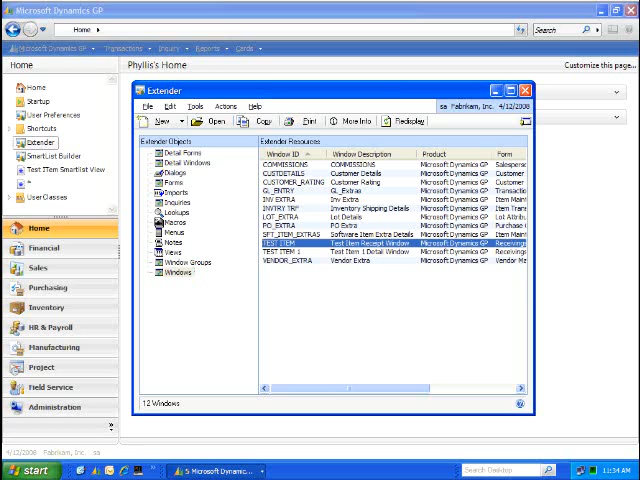 Microsoft Dynamics GP
Home
Search
Microsoft Dynamics GP Transactions Inquiry Reports Cards
Home
Phyllis's Home
Customize this page...
Home
Startup
User Preferences
Shortcuts
Extender
SmartList Builder
Test ITem Smartlist View
*
UserClasses
Home
Financial
Sales
Purchasing
Inventory
HR & Payroll
Manufacturing
Project
Field Service
Administration
Extender
File Edit Tools Actions Help
sa Fabrikam, Inc. 4/12/2008
New Open Copy Print More Info Redisplay
Extender Objects
Detail Forms
Detail Windows
Dialogs
Forms
Imports
Inquiries
Lookups
Macros
Menus
Notes
Views
Window Groups
Windows
Extender Resources
Window ID Window Description Product Form
COMMISSIONS COMMISSIONS Microsoft Dynamics GP Salesperso
CUSTDETAILS Customer Details Microsoft Dynamics GP Customer
CUSTOMER_RATING Customer Rating Microsoft Dynamics GP Customer
GL_ENTRY GL_Extras Microsoft Dynamics GP Transactio
INV EXTRA Inv Extra Microsoft Dynamics GP Item Maint
INVTRY TRF Inventory Shipping Details Microsoft Dynamics GP Item Trans
LOT_EXTRA Lot Details Microsoft Dynamics GP Lot Attribu
PO_EXTRA PO_Extra Microsoft Dynamics GP Purchase
SFT_ITEM_EXTRAS Software Item Extra Details Microsoft Dynamics GP Item Maint
TEST ITEM Test Item Receipt Window Microsoft Dynamics GP Receivings
TEST ITEM 1 Test Item 1 Detail Window Microsoft Dynamics GP Receivings
VENDOR_EXTRA Vendor Extra Microsoft Dynamics GP Vendor Ma
12 Windows
4/12/2008 Fabrikam, Inc. sa
start
5 Microsoft Dynamic...
Search Desktop
11:34 AM